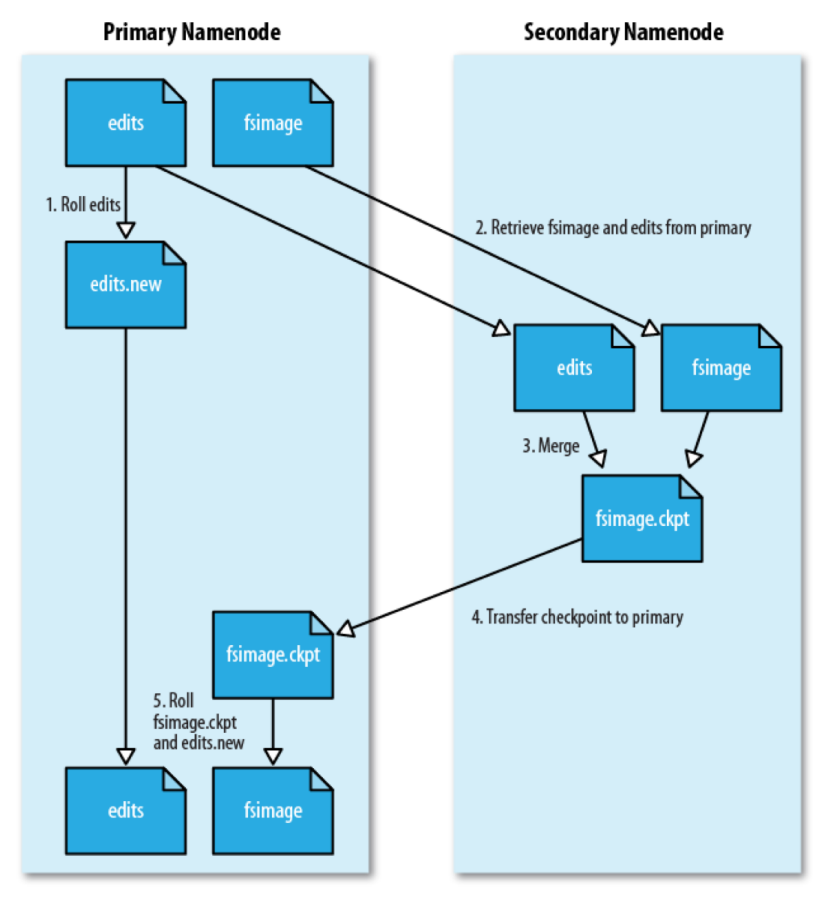 Primary Namenode
Secondary Namenode
edits
fsimage
1. Roll edits
2. Retrieve fsimage and edits from primary
edits.new
edits
fsimage
3. Merge
fsimage.ckpt
4. Transfer checkpoint to primary
fsimage.ckpt
5. Roll
fsimage.ckpt
and edits.new
edits
fsimage